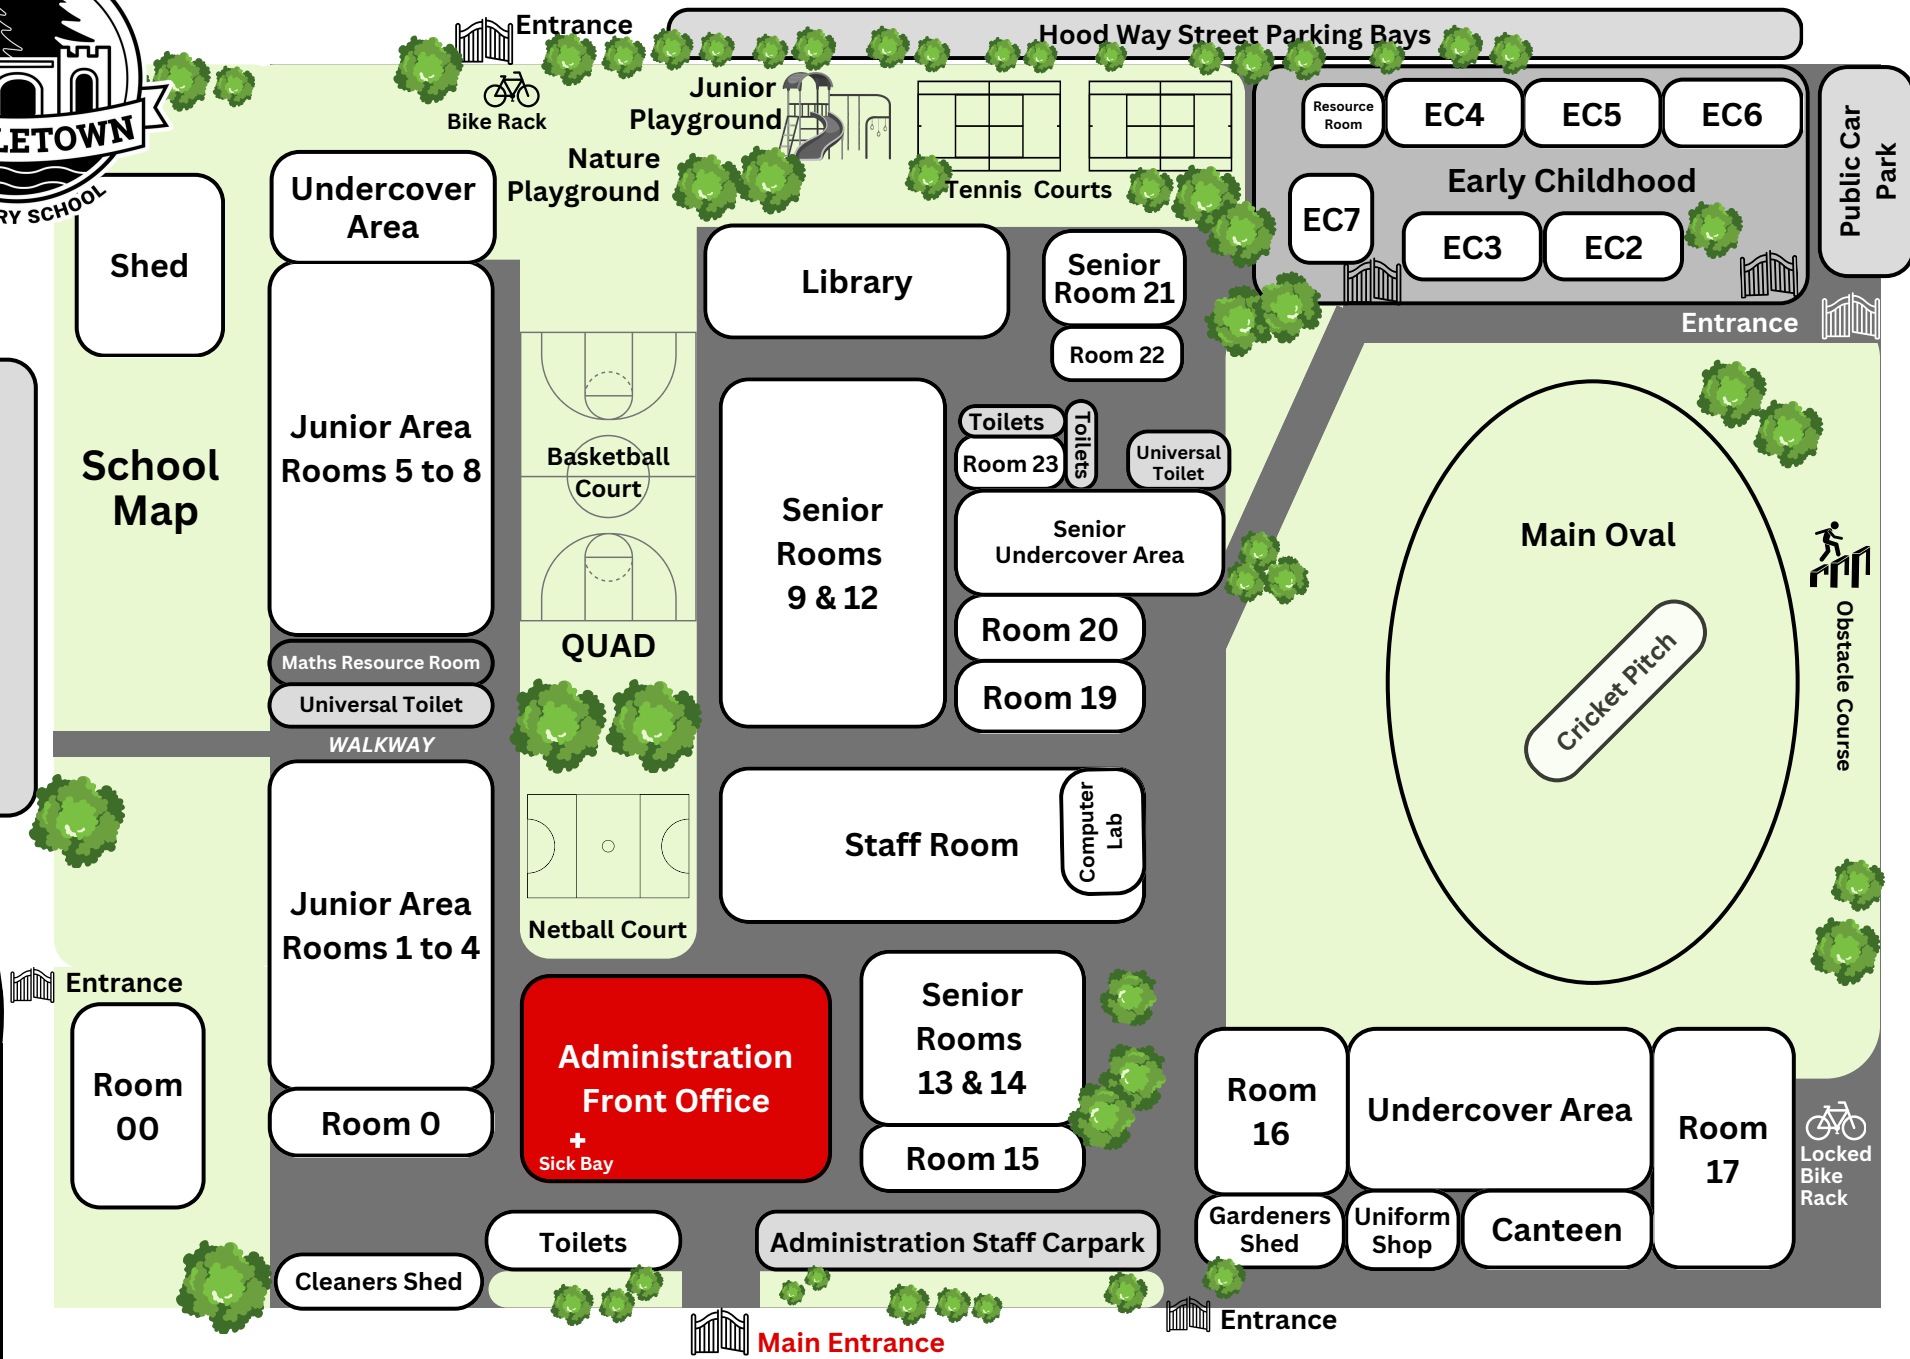 Entrance
Hood Way Street Parking Bays
LETOWN
RY SCHOOL
Bike Rack
Junior
Playground
Nature
Playground
Tennis Courts
Resource
Room
EC4
EC5
EC6
Early Childhood
EC7
EC3
EC2
Public Car
Park
Entrance
Shed
Undercover
Area
Library
Senior
Room 21
Room 22
School
Map
Junior Area
Rooms 5 to 8
Basketball
Court
QUAD
Senior
Rooms
9 & 12
Toilets
Toilets
Room 23
Universal
Toilet
Senior
Undercover Area
Room 20
Room 19
Main Oval
Cricket Pitch
Obstacle Course
Maths Resource Room
Universal Toilet
WALKWAY
Junior Area
Rooms 1 to 4
Netball Court
Staff Room
Computer
Lab
Entrance
Room
00
Room 0
Administration
Front Office
+
Sick Bay
Senior
Rooms
13 & 14
Room 15
Room
16
Undercover Area
Room
17
Locked
Bike
Rack
Gardeners
Shed
Uniform
Shop
Canteen
Toilets
Administration Staff Carpark
Cleaners Shed
Main Entrance
Entrance